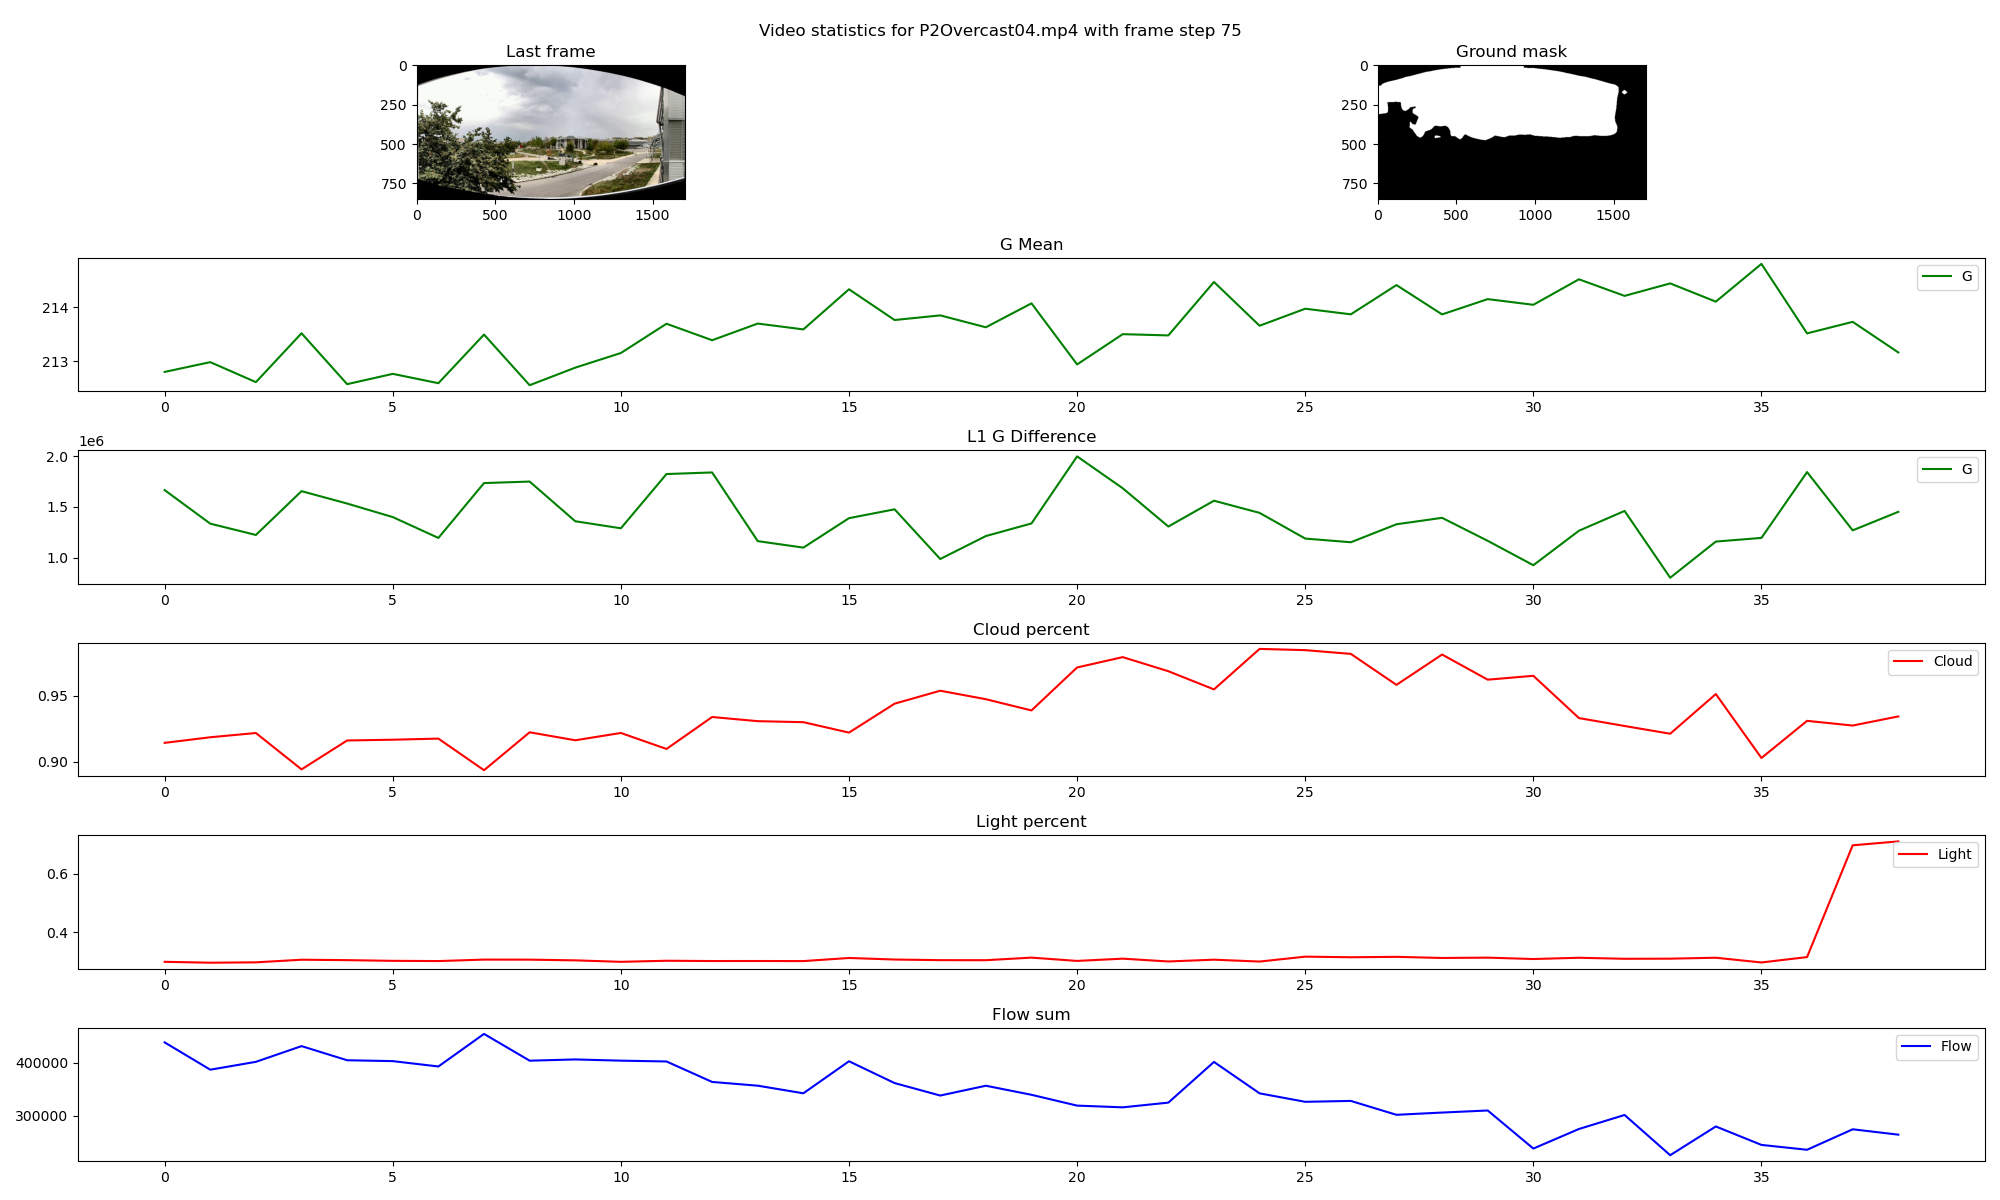 Video statistics for P2Overcast04.mp4 with frame step 75
Last frame
0
250
500
750
0 500 1000 1500
Ground mask
0
250
500
750
0 500 1000 1500
G Mean
G
214
213
0 5 10 15 20 25 30 35
L1 G Difference
1e6
G
2.0
1.5
1.0
0 5 10 15 20 25 30 35
Cloud percent
Cloud
0.95
0.90
0 5 10 15 20 25 30 35
Light percent
Light
0.6
0.4
0 5 10 15 20 25 30 35
Flow sum
Flow
400000
300000
0 5 10 15 20 25 30 35